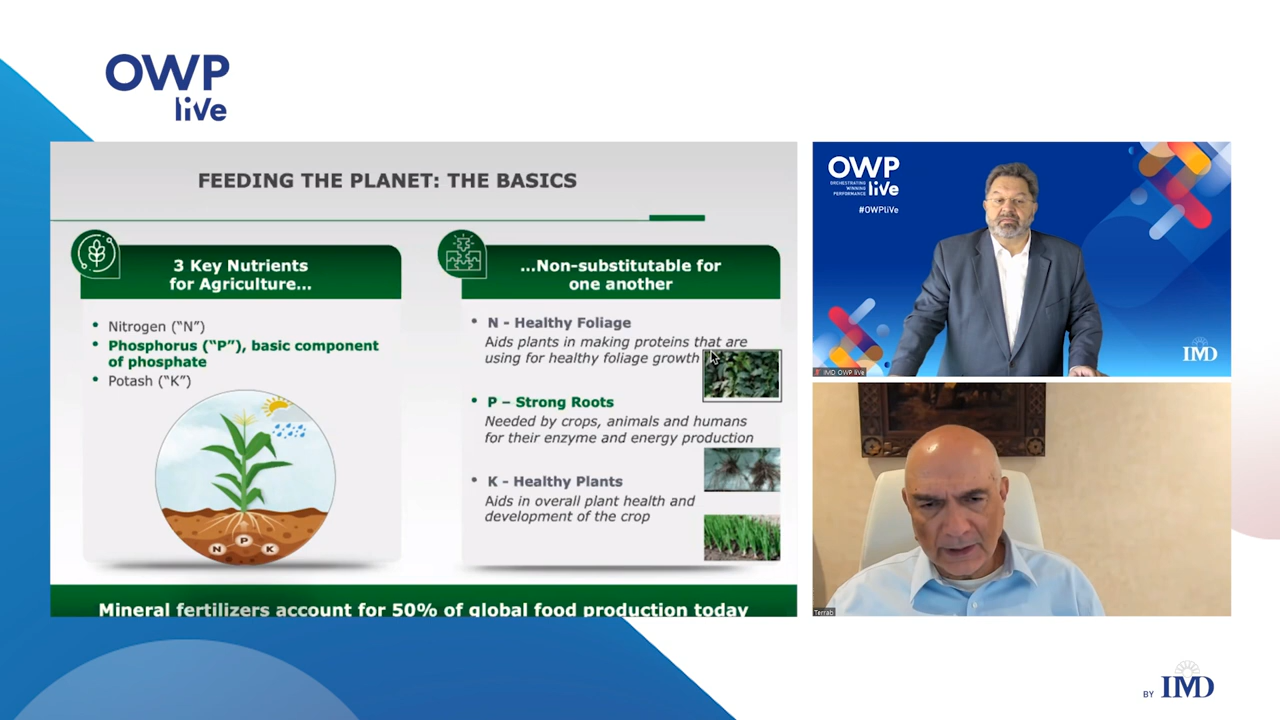 OWP
liVe
FEEDING THE PLANET: THE BASICS
3 Key Nutrients
for Agriculture...
• Nitrogen (“N”)
• Phosphorus (“P”), basic component
of phosphate
• Potash (“K”)
N P K
...Non-substitutable for
one another
• N - Healthy Foliage
Aids plants in making proteins that are
using for healthy foliage growth
• P – Strong Roots
Needed by crops, animals and humans
for their enzyme and energy production
• K - Healthy Plants
Aids in overall plant health and
development of the crop
Mineral fertilizers account for 50% of global food production today
OWP
ORCHESTRATING
WINNING
PERFORMANCE
liVe
#OWPliVe
IMD
IMD OWP liVe
Terrab
BY IMD